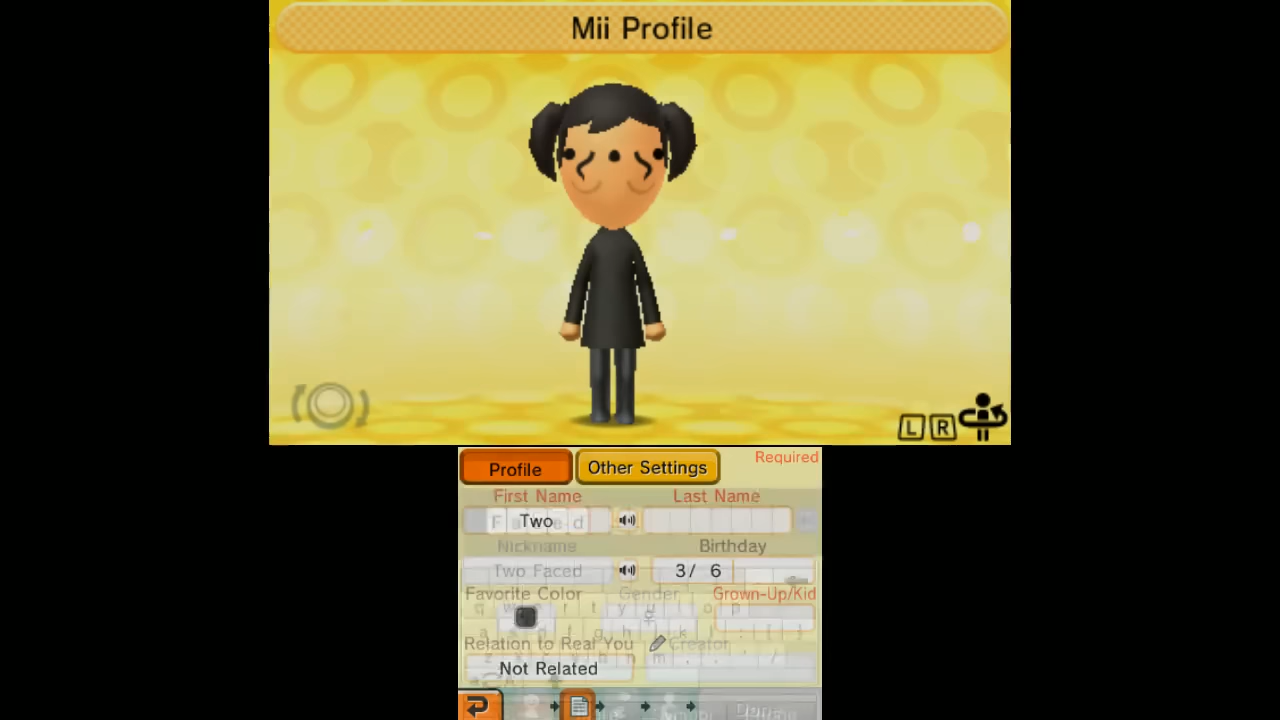 Mii Profile
L R
Profile Other Settings Required
First Name Last Name
Two
Nickname Birthday
Two Faced 3/ 6
Favorite Color Gender Grown-Up/Kid
Relation to Real You Creator
Not Related